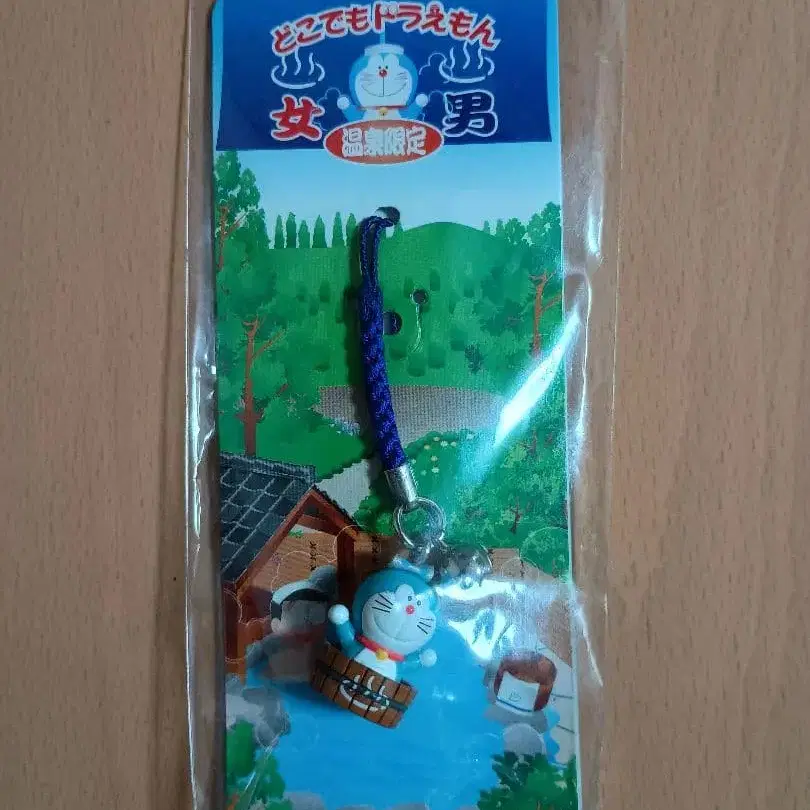 どこでもドラえもん
女 男
温泉限定